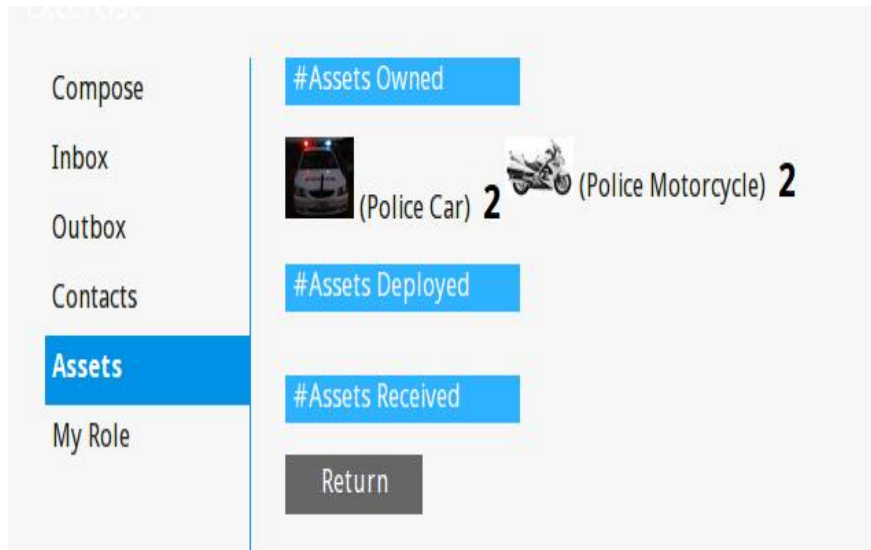 Compose
Inbox
Outbox
Contacts
Assets
My Role
#Assets Owned
(Police Car) 2
(Police Motorcycle) 2
#Assets Deployed
#Assets Received
Return